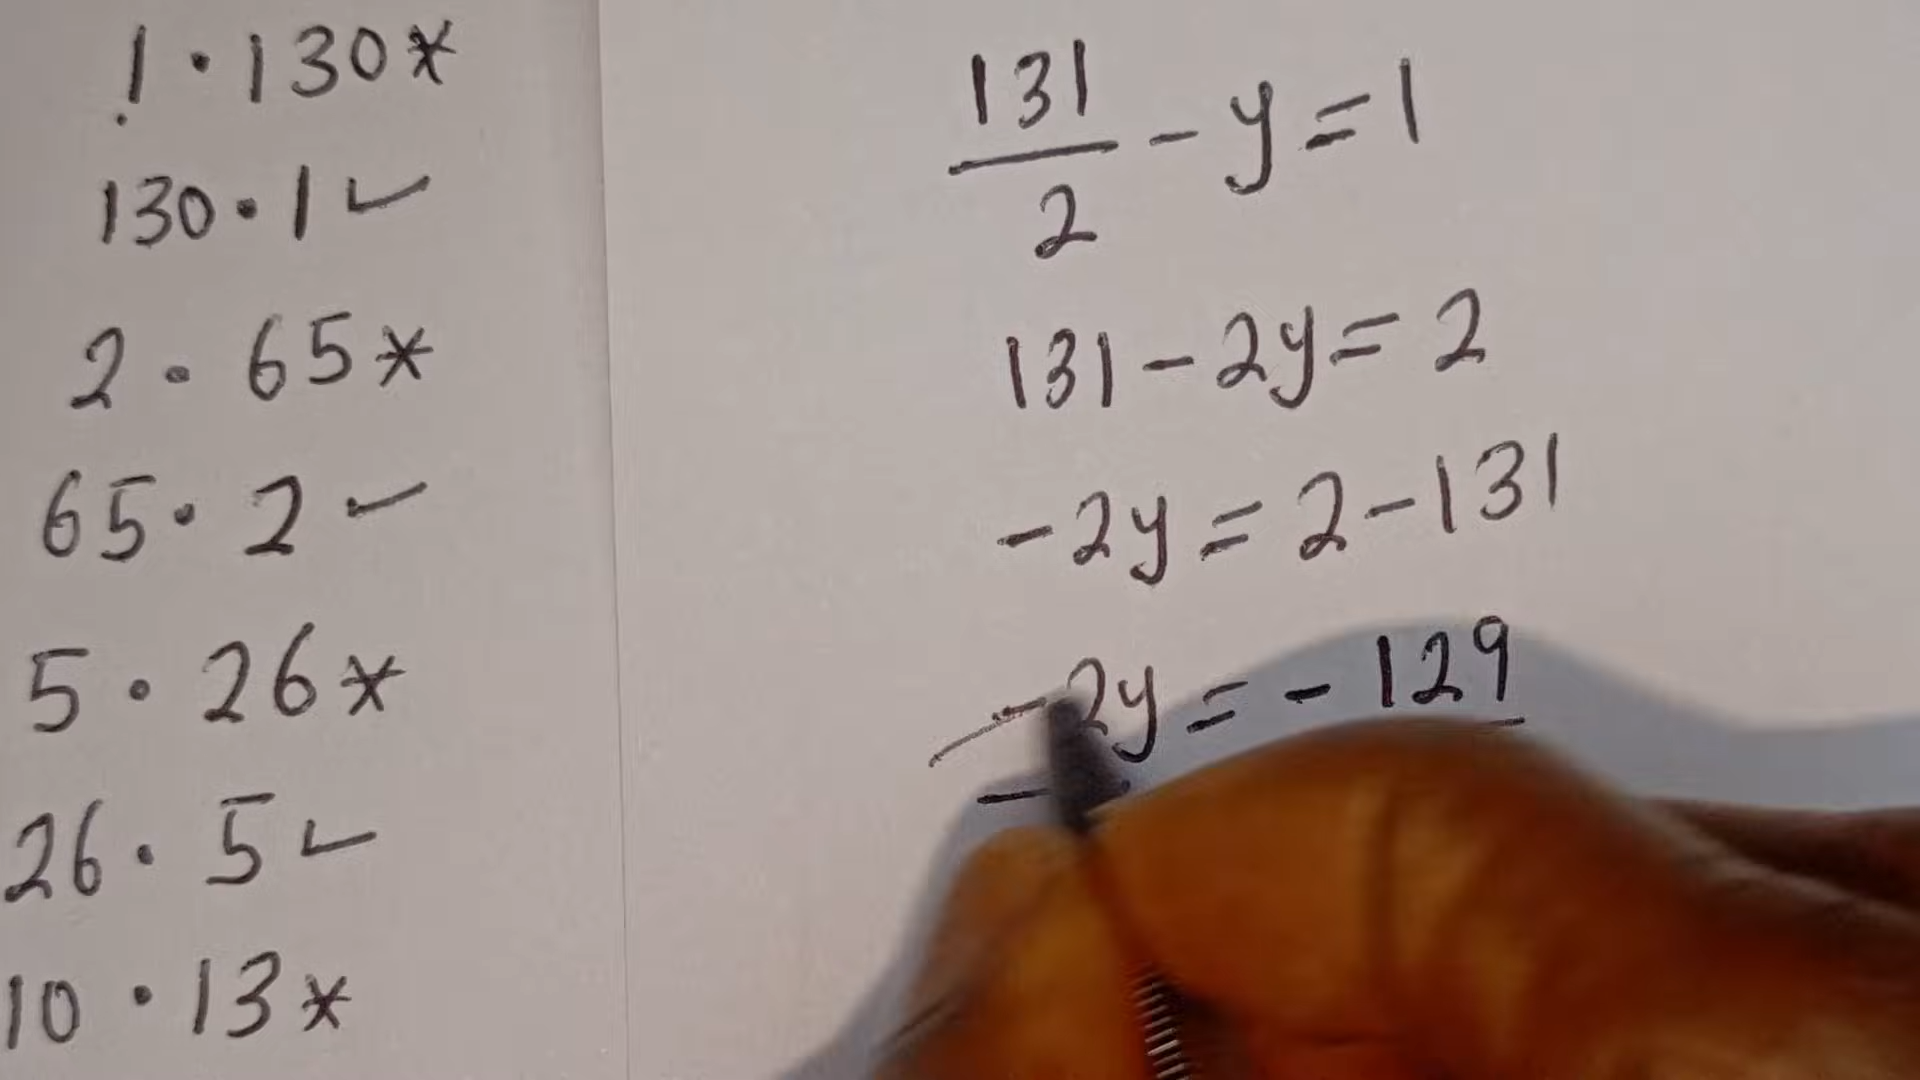 1 · 130 *
130 · 1 ✓
2 · 65 *
65 · 2 ✓
5 · 26 *
26 · 5 ✓
10 · 13 *
131/2 - y = 1
131 - 2y = 2
-2y = 2 - 131
-2y = -129